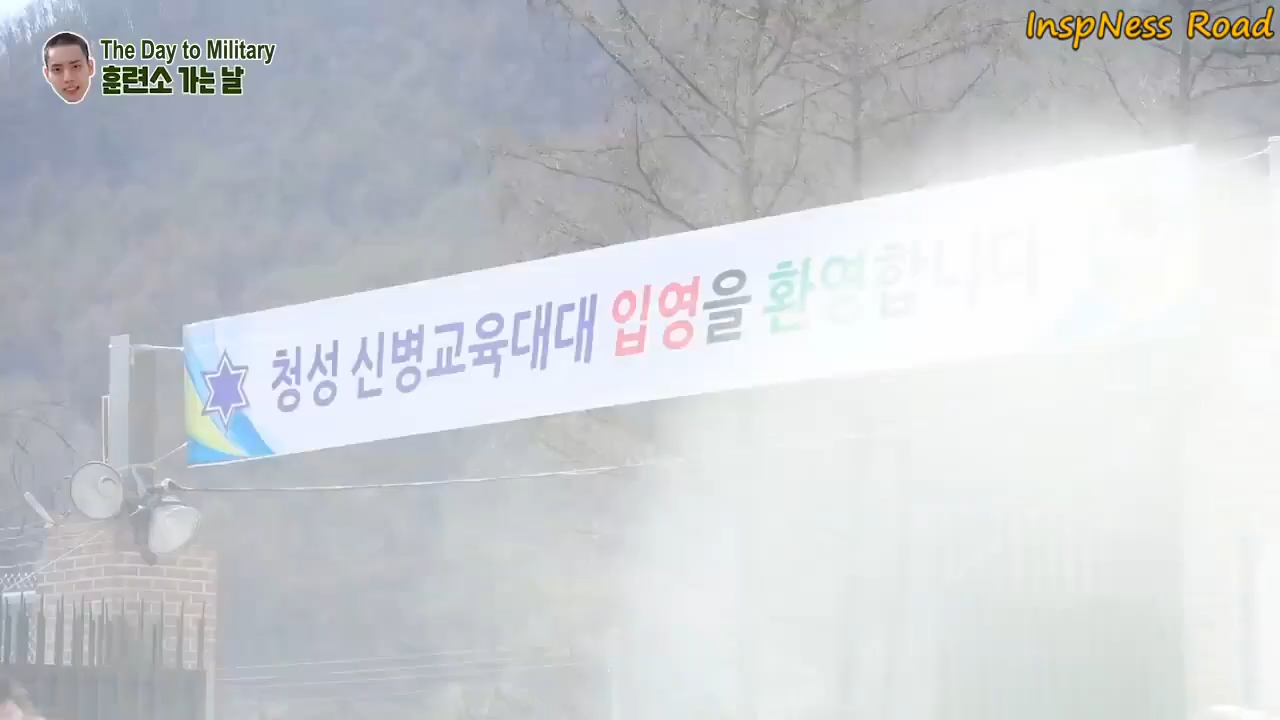 InspNess Road
The Day to Military
훈련소 가는 날
청성 신병교육대대 입영을 환영합니다